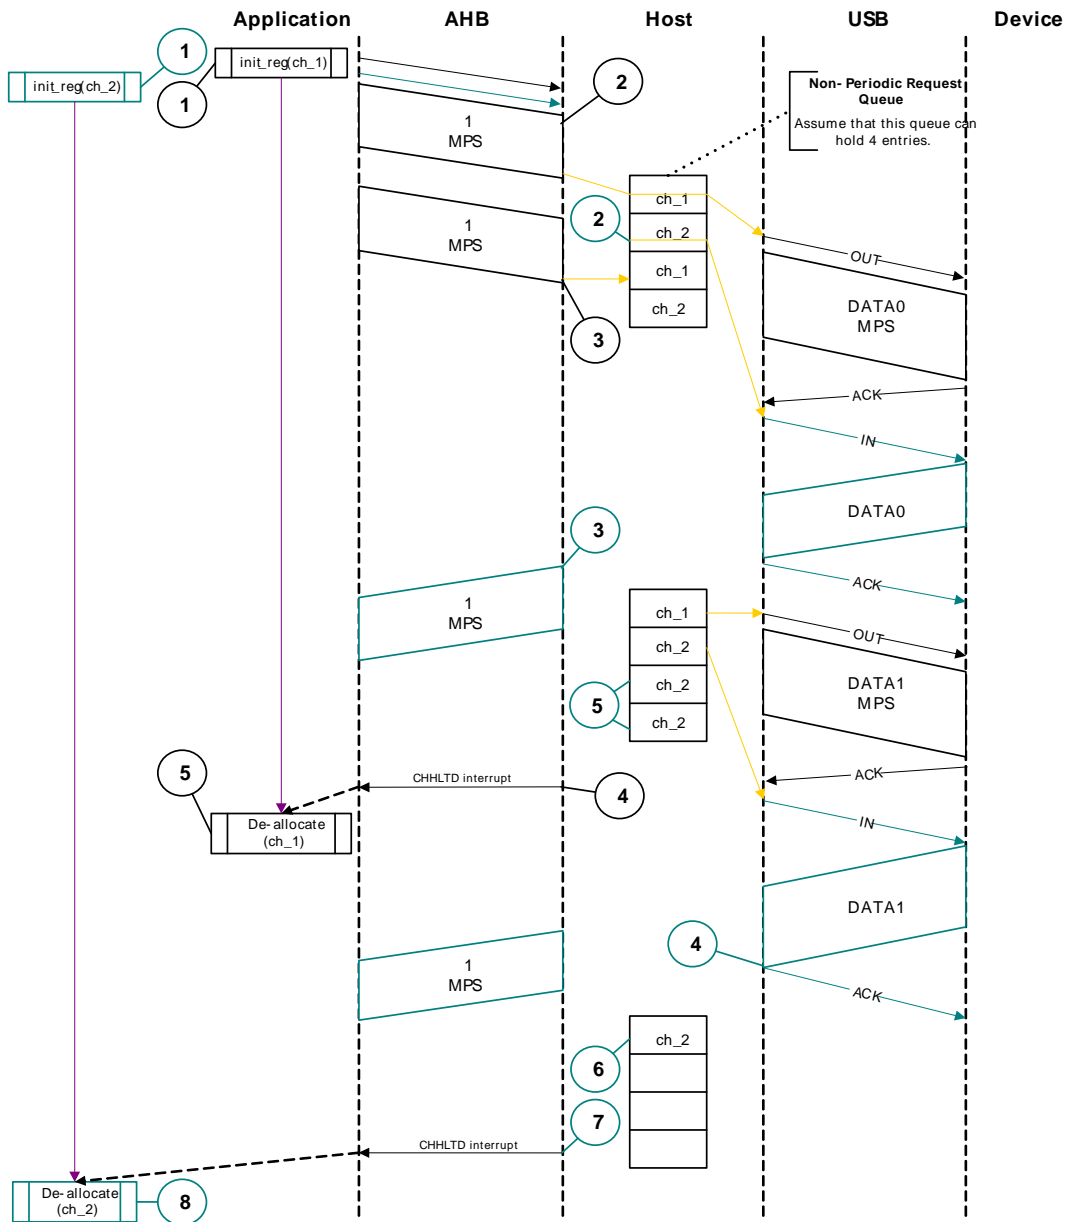 Application AHB Host USB Device
1
init_reg(ch_1)
init_reg(ch_2)
1
2
Non- Periodic Request
Queue
Assume that this queue can
hold 4 entries.
1
MPS
ch_1
2
ch_2
1
MPS
OUT
ch_1
ch_2
DATA0
MPS
3
ACK
IN
DATA0
3
ACK
1
MPS
ch_1
OUT
ch_2
ch_2
DATA1
MPS
5
ch_2
5
CHHLTD interrupt
4
ACK
De- allocate
(ch_1)
IN
DATA1
4
1
MPS
ACK
ch_2
6
7
CHHLTD interrupt
De- allocate
(ch_2)
8